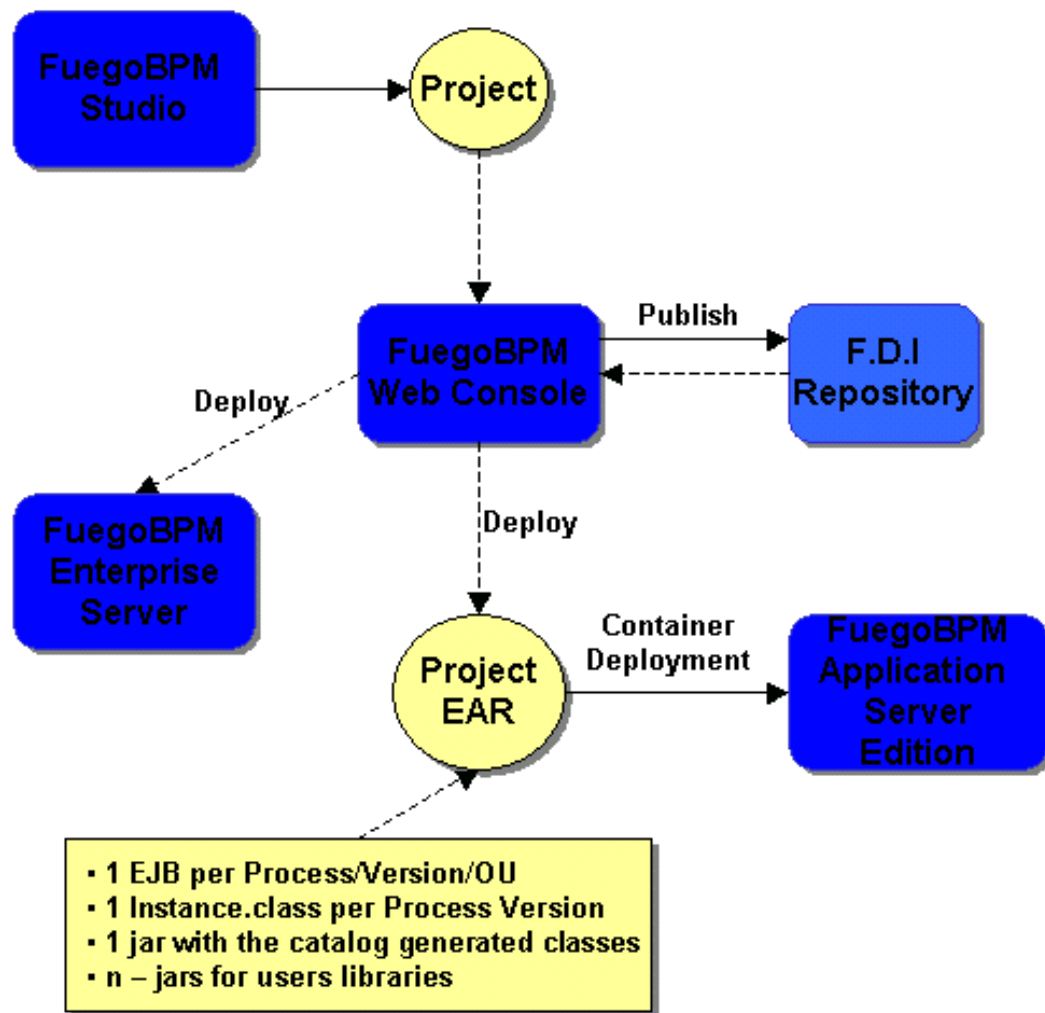 FuegoBPM
Studio
Project
FuegoBPM
Web Console
Publish
F.D.I
Repository
Deploy
FuegoBPM
Enterprise
Server
Deploy
Project
EAR
Container
Deployment
FuegoBPM
Application
Server
Edition
▪ 1 EJB per Process/Version/OU
▪ 1 Instance.class per Process Version
▪ 1 jar with the catalog generated classes
▪ n – jars for users libraries